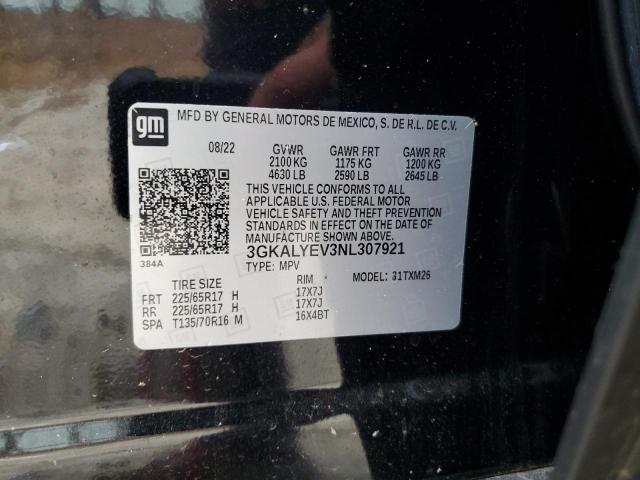 gm MFD BY GENERAL MOTORS DE MEXICO, S. DE R.L. DE C.V.
08/22 GVWR GAWR FRT GAWR RR
2100 KG 1175 KG 1200 KG
4630 LB 2590 LB 2645 LB
THIS VEHICLE CONFORMS TO ALL
APPLICABLE U.S. FEDERAL MOTOR
VEHICLE SAFETY AND THEFT PREVENTION
STANDARDS IN EFFECT ON THE DATE OF
MANUFACTURE SHOWN ABOVE.
3GKALYEV3NL307921
384A TYPE: MPV MODEL: 31TXM26
TIRE SIZE RIM
FRT 225/65R17 H 17X7J
RR 225/65R17 H 17X7J
SPA T135/70R16 M 16X4BT